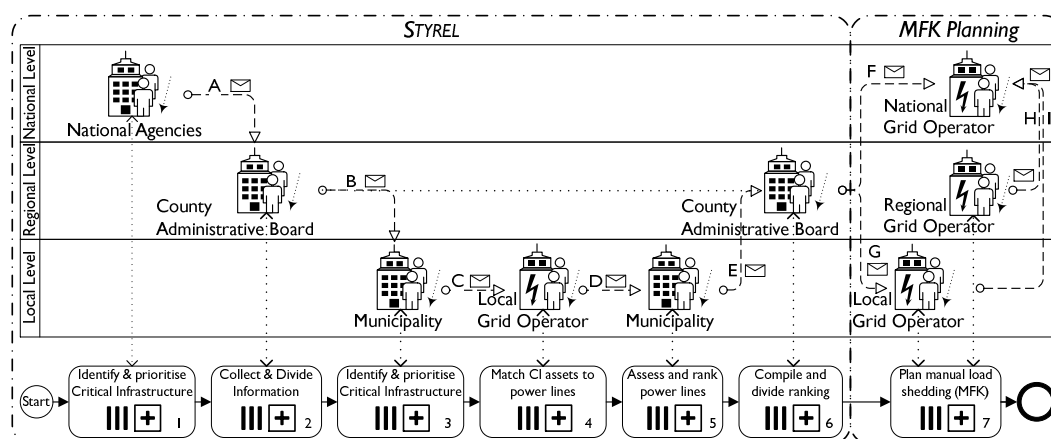 STYREL
MFK Planning
National Level
Regional Level
Local Level
National Agencies
A
F
H
I
National
Grid Operator
County
Administrative Board
B
County
Administrative Board
Regional
Grid Operator
Municipality
C
Local
Grid Operator
D
Municipality
E
G
Local
Grid Operator
Start
Identify & prioritise
Critical Infrastructure
1
Collect & Divide
Information
2
Identify & prioritise
Critical Infrastructure
3
Match CI assets to
power lines
4
Assess and rank
power lines
5
Compile and
divide ranking
6
Plan manual load
shedding (MFK)
7